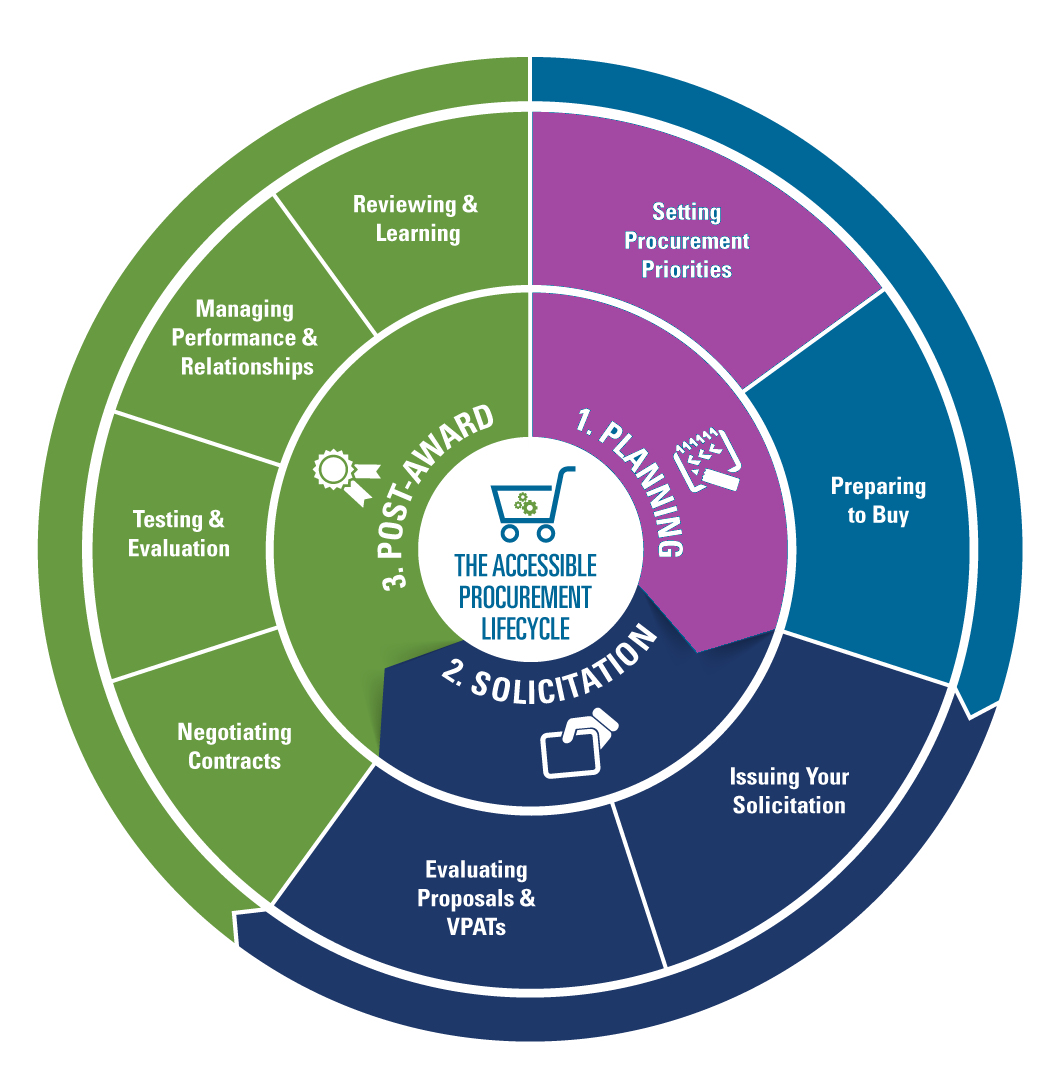 THE ACCESSIBLE
PROCUREMENT
LIFECYCLE
1. PLANNING
Setting
Procurement
Priorities
Preparing
to Buy
2. SOLICITATION
Issuing Your
Solicitation
Evaluating
Proposals &
VPATs
3. POST-AWARD
Negotiating
Contracts
Testing &
Evaluation
Managing
Performance &
Relationships
Reviewing &
Learning